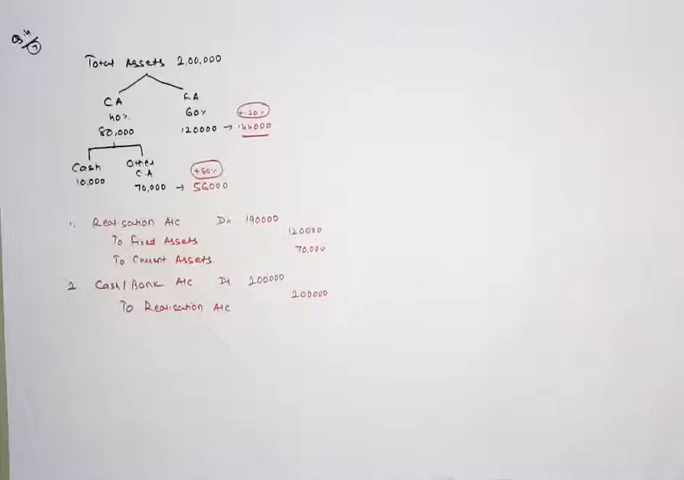 Total Assets 2,00,000
CA FA
40% 60% +20%
80,000 120000 → 144000
Cash Other CA +80%
10,000 70,000 → 56000
1. Realisation A/c Dr 190000
To Fixed Assets 120000
To Current Assets 70,000
2. Cash/Bank A/c Dr 200000
To Realisation A/c 200000